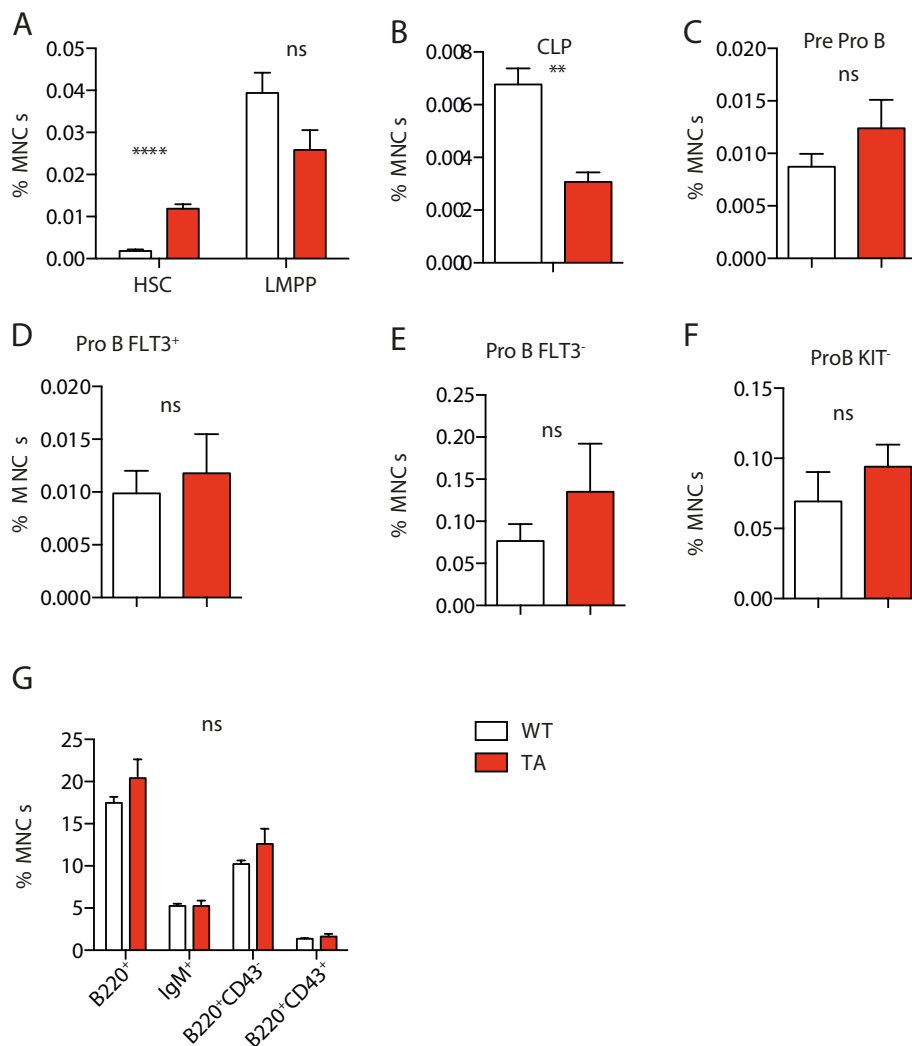 A
0.05
0.04
0.03
0.02
0.01
0.00
% MNC s
****
ns
HSC
LMPP
B
CLP
**
0.008
0.006
0.004
0.002
0.000
% MNC s
C
Pre Pro B
ns
0.020
0.015
0.010
0.005
0.000
% MNC s
D
Pro B FLT3⁺
ns
0.020
0.015
0.010
0.005
0.000
% MNC s
E
Pro B FLT3⁻
ns
0.25
0.20
0.15
0.10
0.05
0.00
% MNC s
F
ProB KIT⁻
ns
0.15
0.10
0.05
0.00
% MNC s
G
ns
25
20
15
10
5
0
% MNC s
B220⁺
IgM⁺
B220⁺CD43⁻
B220⁺CD43⁺
WT
TA